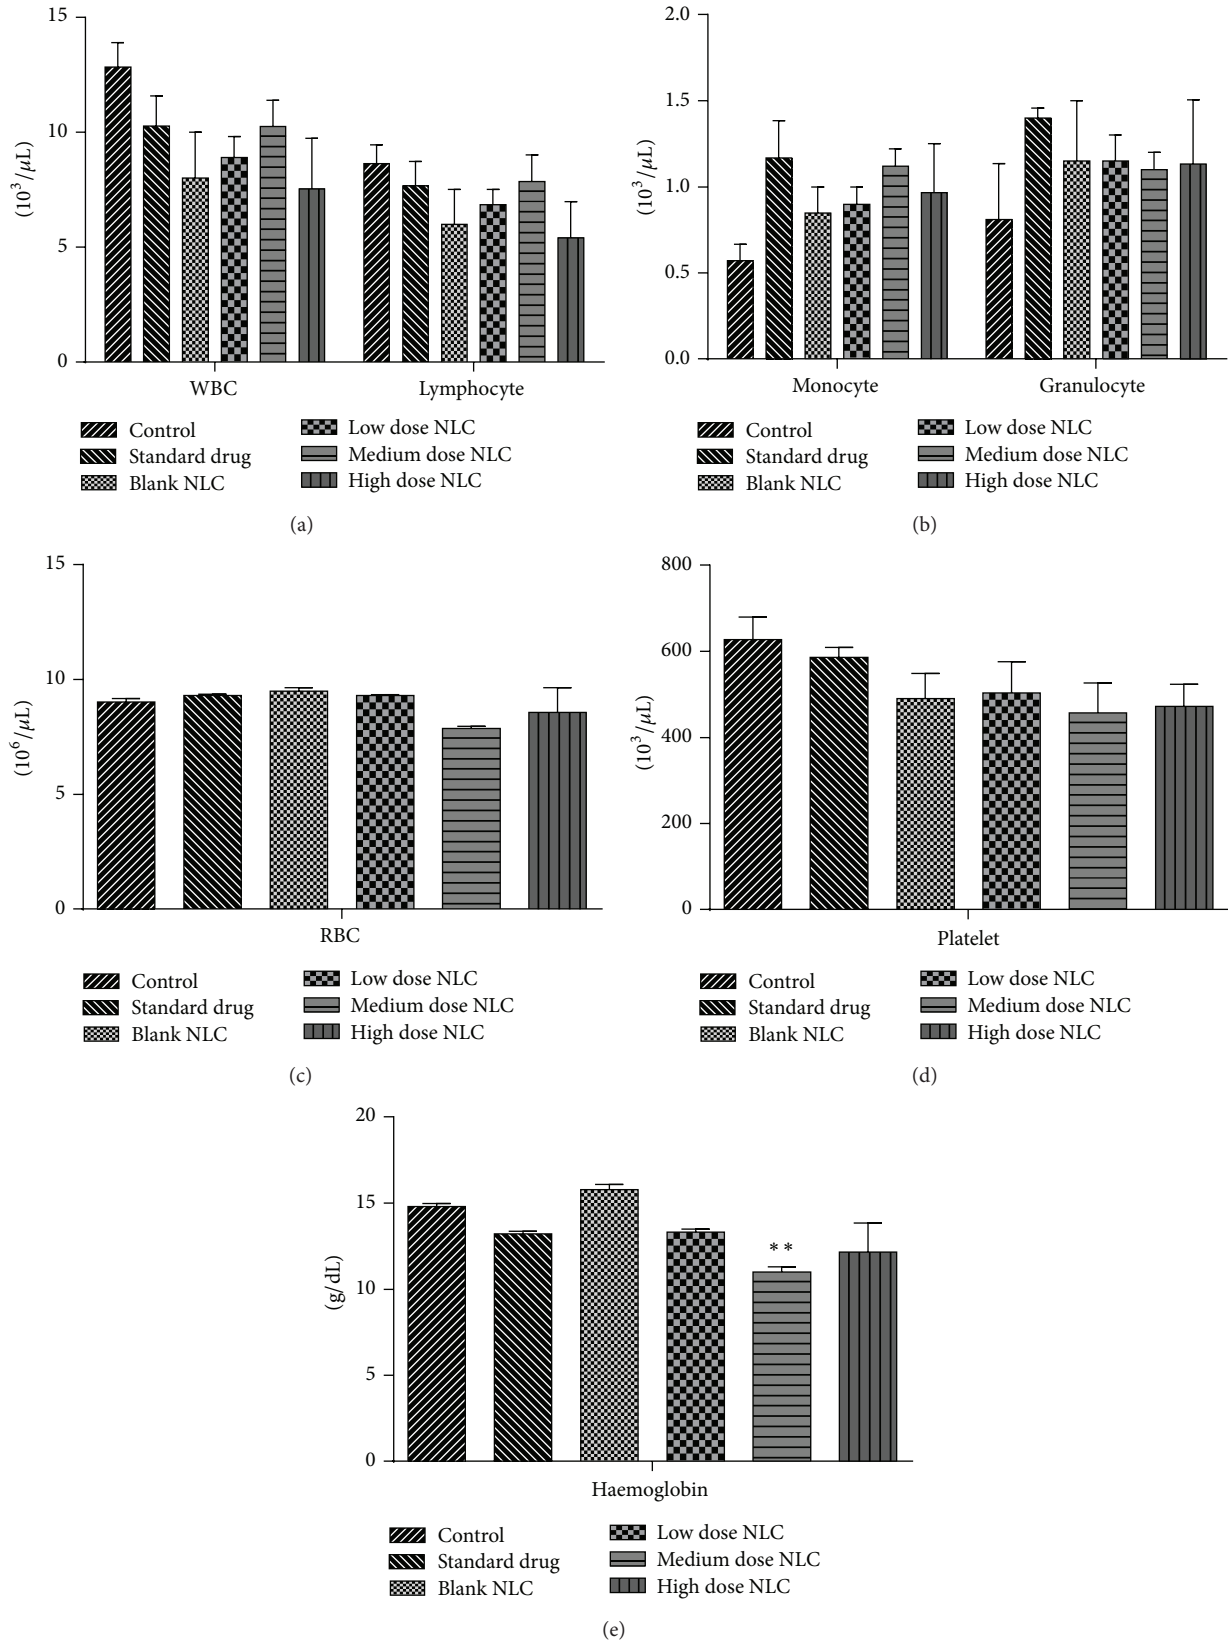 15
10
5
0
(10³/μL)
WBC
Lymphocyte
Control
Standard drug
Blank NLC
Low dose NLC
Medium dose NLC
High dose NLC
(a)
2.0
1.5
1.0
0.5
0.0
(10³/μL)
Monocyte
Granulocyte
Control
Standard drug
Blank NLC
Low dose NLC
Medium dose NLC
High dose NLC
(b)
15
10
5
0
(10⁶/μL)
RBC
Control
Standard drug
Blank NLC
Low dose NLC
Medium dose NLC
High dose NLC
(c)
800
600
400
200
0
(10³/μL)
Platelet
Control
Standard drug
Blank NLC
Low dose NLC
Medium dose NLC
High dose NLC
(d)
20
15
10
5
0
(g/dL)
**
Haemoglobin
Control
Standard drug
Blank NLC
Low dose NLC
Medium dose NLC
High dose NLC
(e)